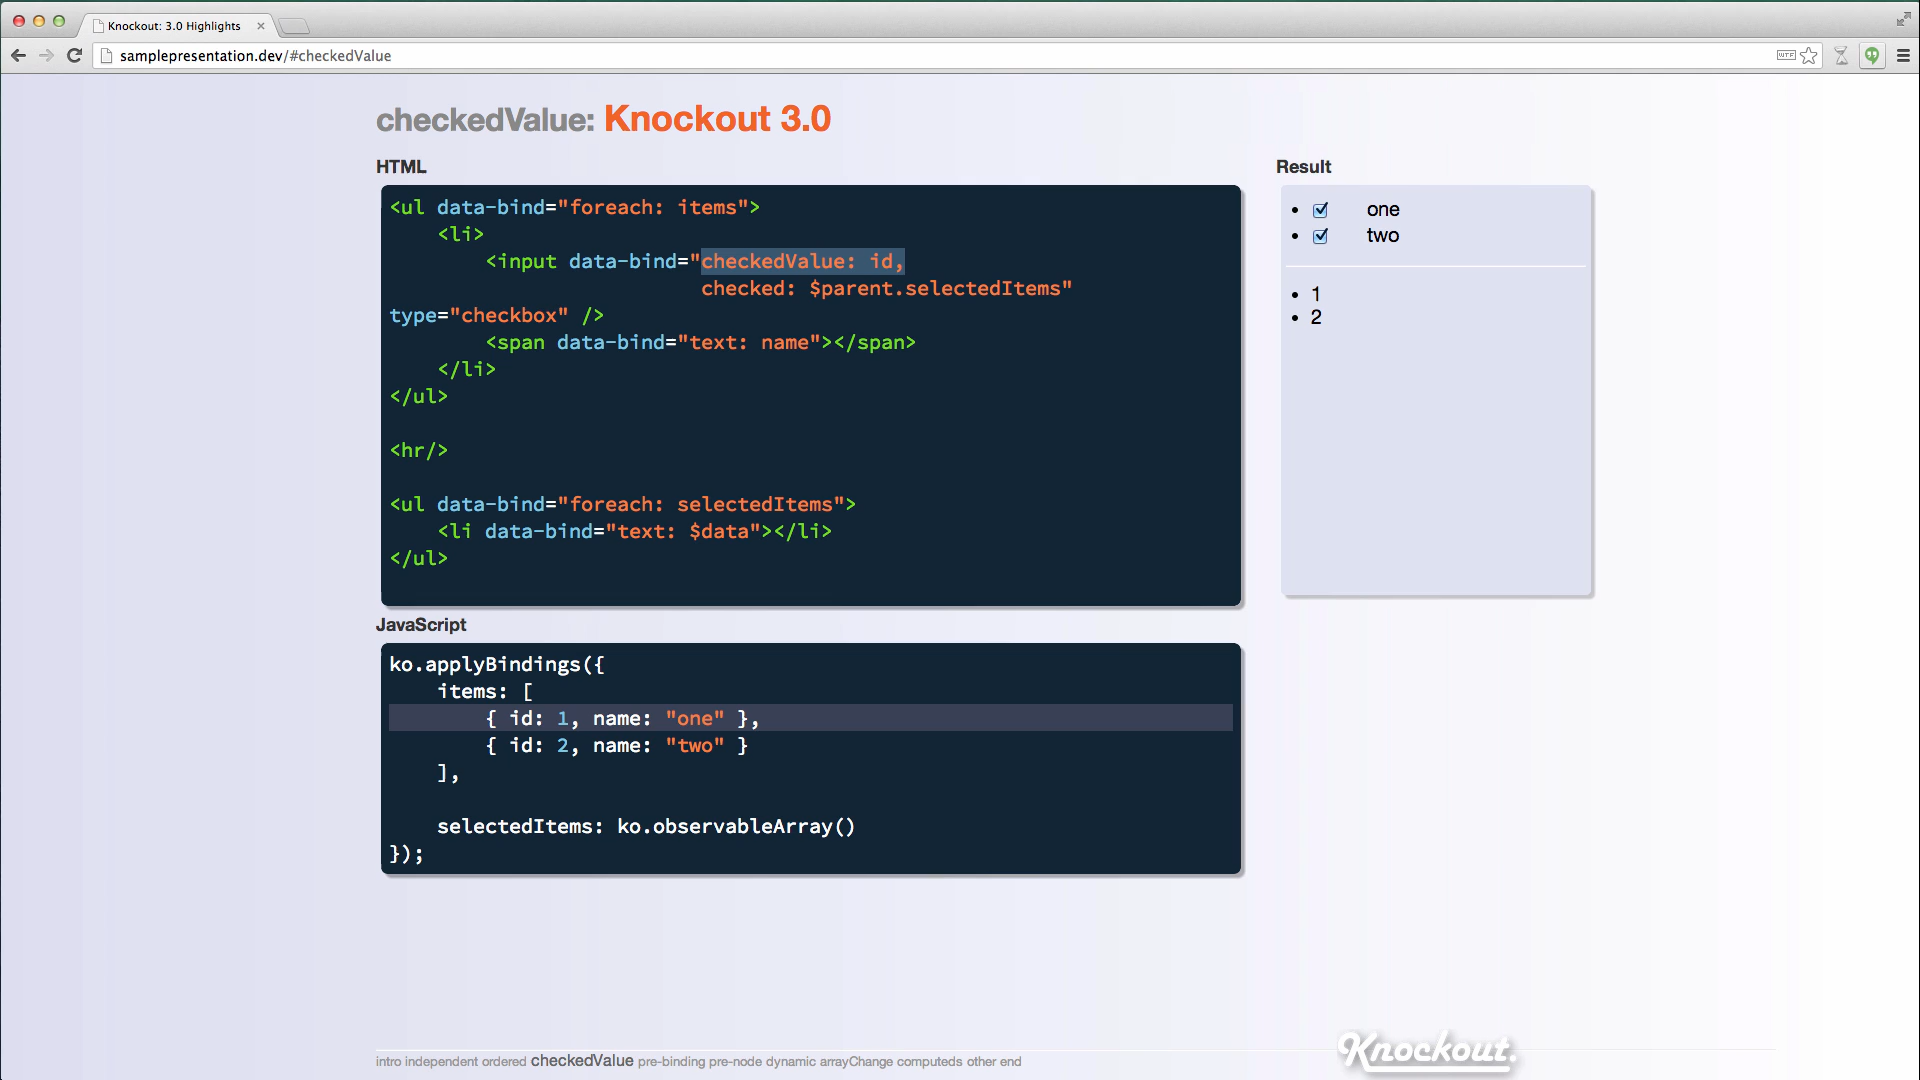 Knockout: 3.0 Highlights
samplepresentation.dev/#checkedValue
WTF
checkedValue: Knockout 3.0
HTML
<ul data-bind="foreach: items">
    <li>
        <input data-bind="checkedValue: id,
                          checked: $parent.selectedItems"
type="checkbox" />
        <span data-bind="text: name"></span>
    </li>
</ul>
<hr/>
<ul data-bind="foreach: selectedItems">
    <li data-bind="text: $data"></li>
</ul>
Result
one
two
1
2
JavaScript
ko.applyBindings({
    items: [
        { id: 1, name: "one" },
        { id: 2, name: "two" }
    ],
    selectedItems: ko.observableArray()
});
intro independent ordered checkedValue pre-binding pre-node dynamic arrayChange computeds other end
Knockout.